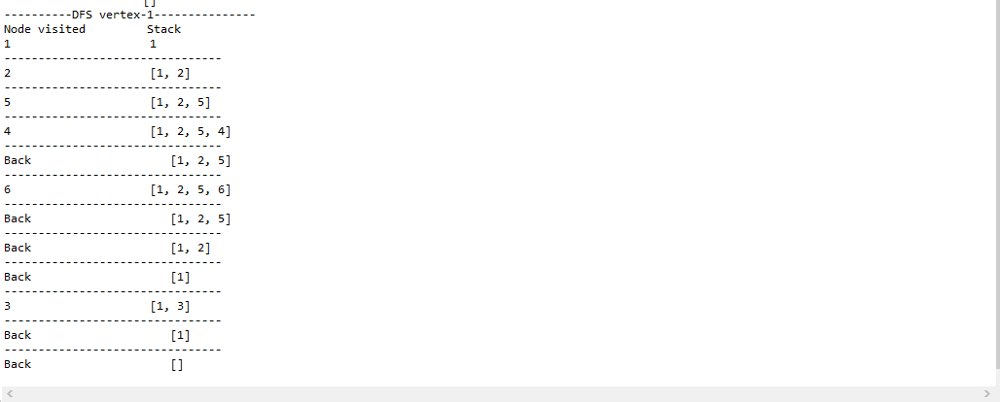 []
----------DFS vertex-1---------------
Node visited         Stack
1                    1
--------------------------------
2                    [1, 2]
--------------------------------
5                    [1, 2, 5]
--------------------------------
4                    [1, 2, 5, 4]
--------------------------------
Back                    [1, 2, 5]
--------------------------------
6                    [1, 2, 5, 6]
--------------------------------
Back                    [1, 2, 5]
--------------------------------
Back                    [1, 2]
--------------------------------
Back                    [1]
--------------------------------
3                    [1, 3]
--------------------------------
Back                    [1]
--------------------------------
Back                    []